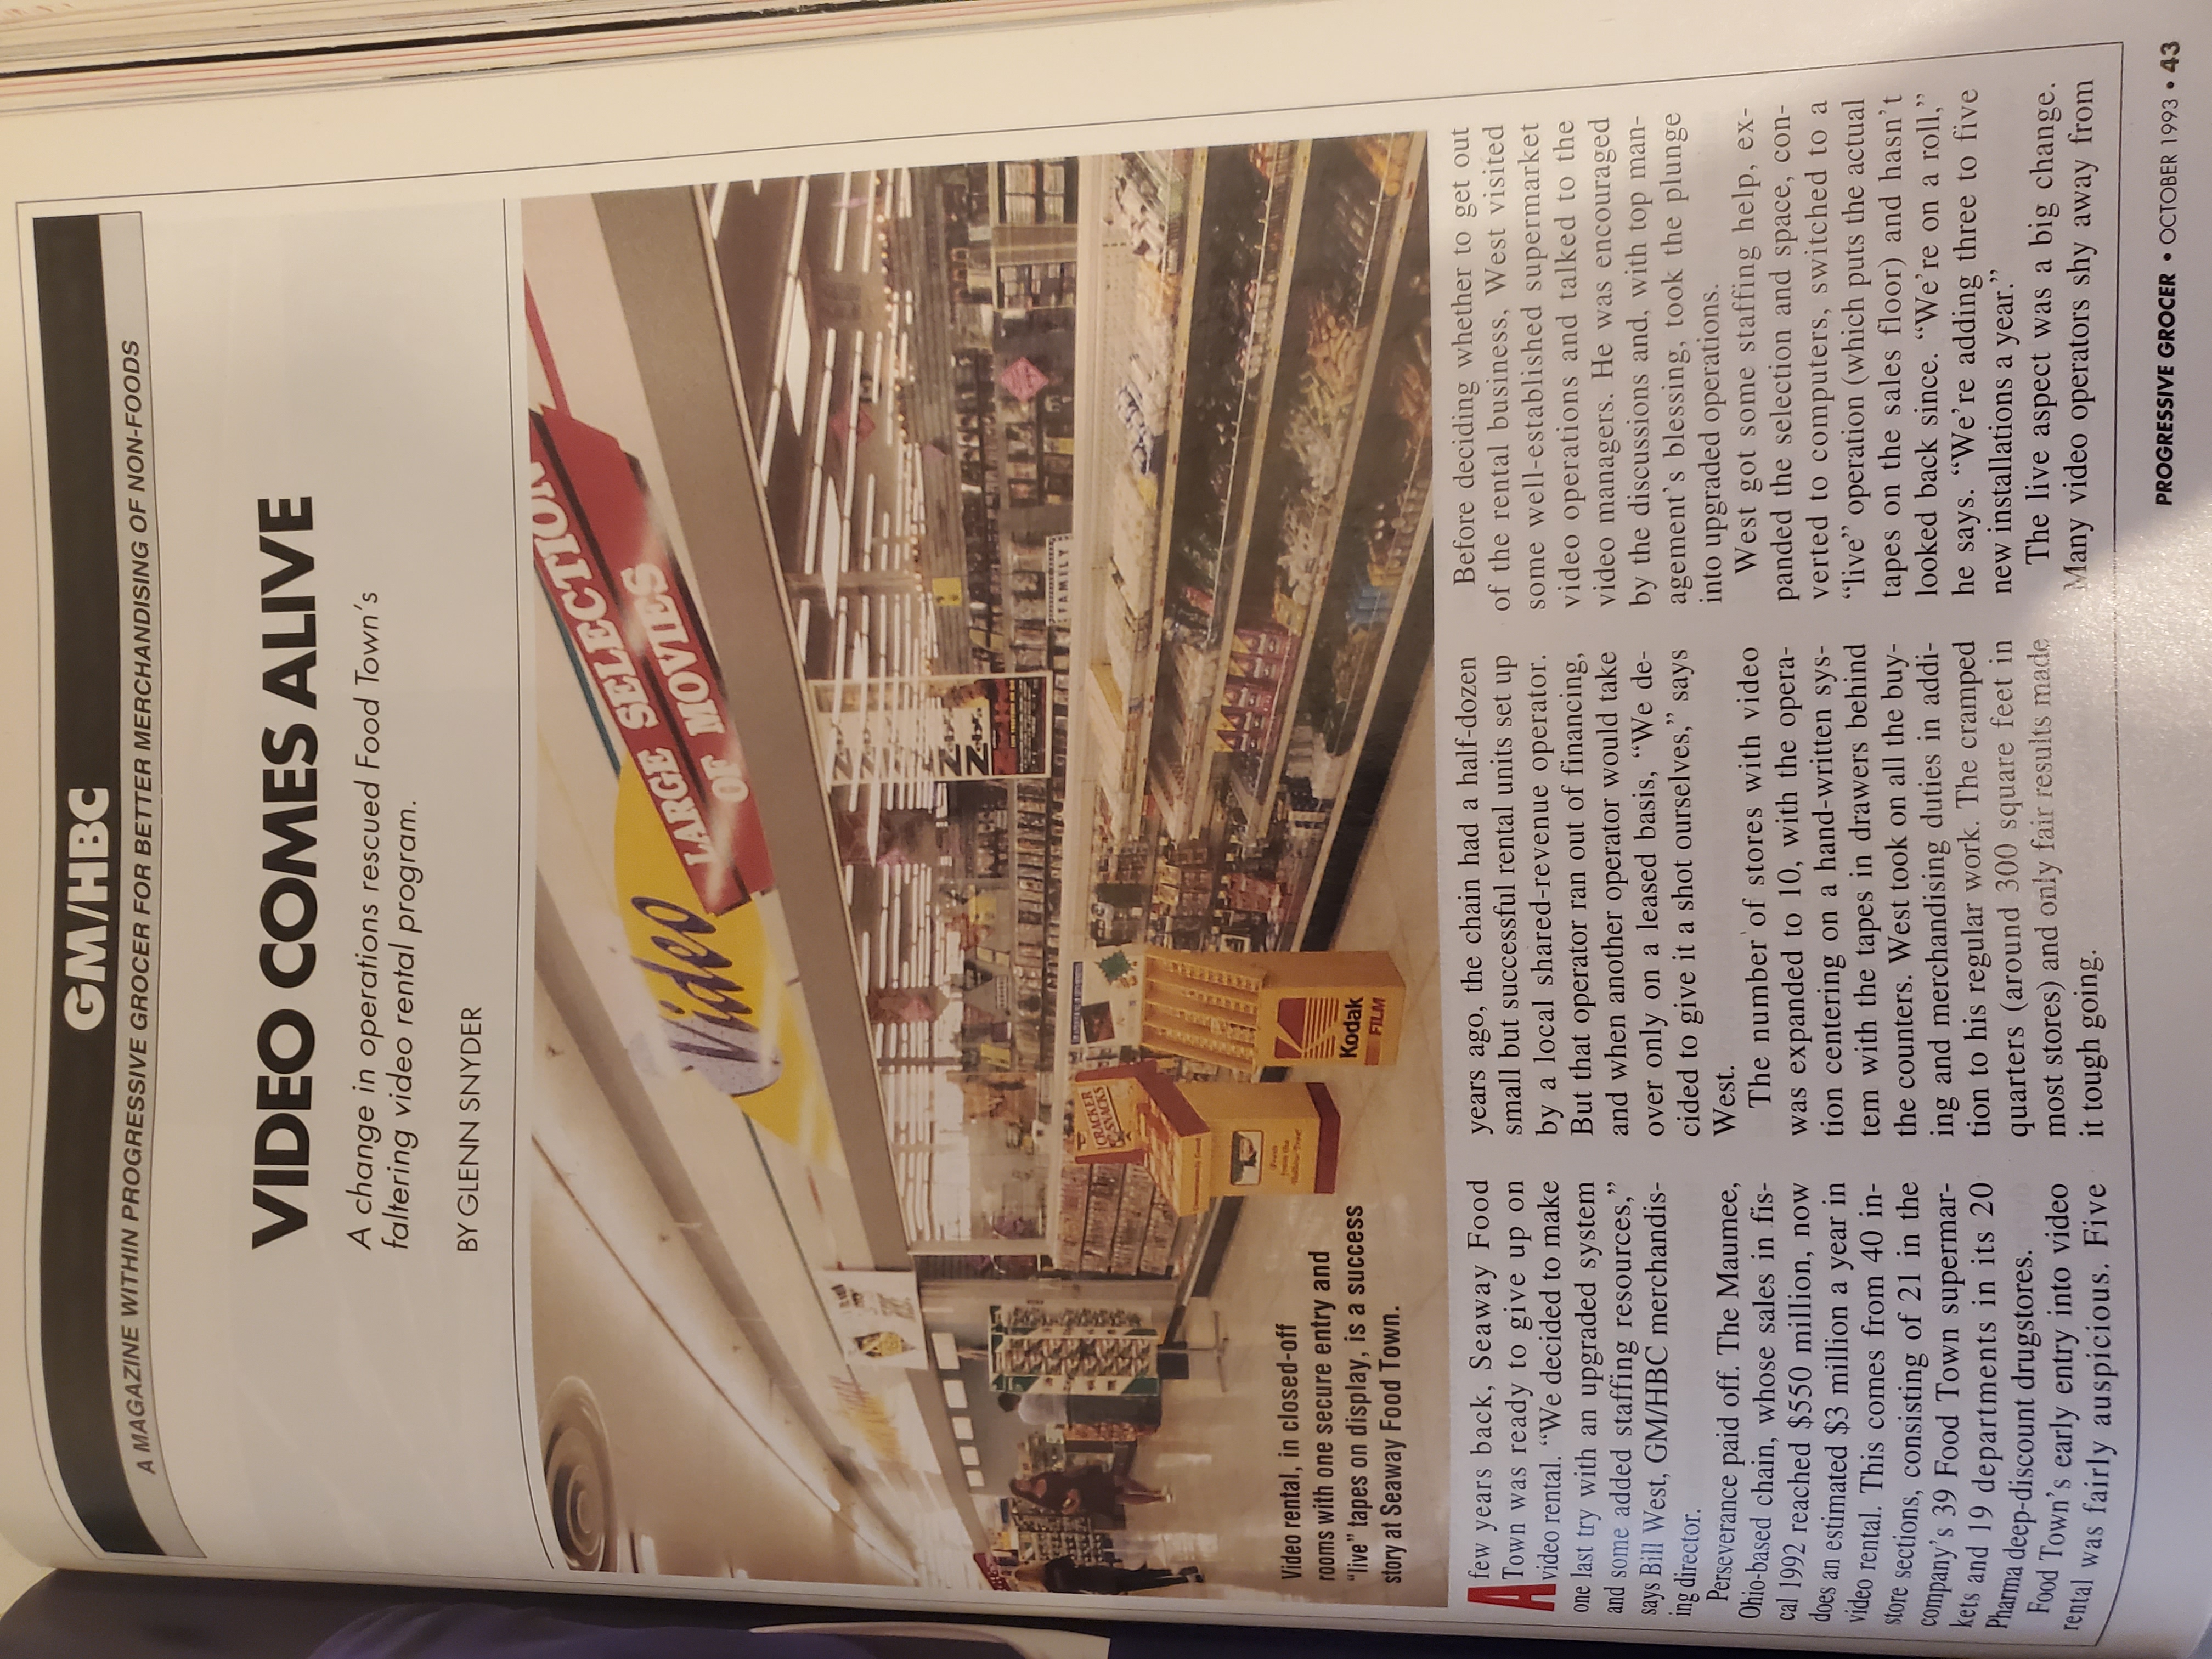 GM/HBC
A MAGAZINE WITHIN PROGRESSIVE GROCER FOR BETTER MERCHANDISING OF NON-FOODS
VIDEO COMES ALIVE
A change in operations rescued Food Town's
faltering video rental program.
BY GLENN SNYDER
Video
LARGE SELECTION
OF MOVIES
FAMILY
CRACKER
SNACKS
Kodak
FILM
Video rental, in closed-off
rooms with one secure entry and
"live" tapes on display, is a success
story at Seaway Food Town.
A few years back, Seaway Food
Town was ready to give up on
video rental. "We decided to make
one last try with an upgraded system
and some added staffing resources,"
says Bill West, GM/HBC merchandis-
ing director.
Perseverance paid off. The Maumee,
Ohio-based chain, whose sales in fis-
cal 1992 reached $550 million, now
does an estimated $3 million a year in
video rental. This comes from 40 in-
store sections, consisting of 21 in the
company's 39 Food Town supermar-
kets and 19 departments in its 20
Pharma deep-discount drugstores.
Food Town's early entry into video
rental was fairly auspicious. Five
years ago, the chain had a half-dozen
small but successful rental units set up
by a local shared-revenue operator.
But that operator ran out of financing,
and when another operator would take
over only on a leased basis, "We de-
cided to give it a shot ourselves," says
West.
The number of stores with video
was expanded to 10, with the opera-
tion centering on a hand-written sys-
tem with the tapes in drawers behind
the counters. West took on all the buy-
ing and merchandising duties in addi-
tion to his regular work. The cramped
quarters (around 300 square feet in
most stores) and only fair results made
it tough going.
Before deciding whether to get out
of the rental business, West visited
some well-established supermarket
video operations and talked to the
video managers. He was encouraged
by the discussions and, with top man-
agement's blessing, took the plunge
into upgraded operations.
West got some staffing help, ex-
panded the selection and space, con-
verted to computers, switched to a
"live" operation (which puts the actual
tapes on the sales floor) and hasn't
looked back since. "We're on a roll,"
he says. "We're adding three to five
new installations a year."
The live aspect was a big change.
Many video operators shy away from
PROGRESSIVE GROCER • OCTOBER 1993 • 43